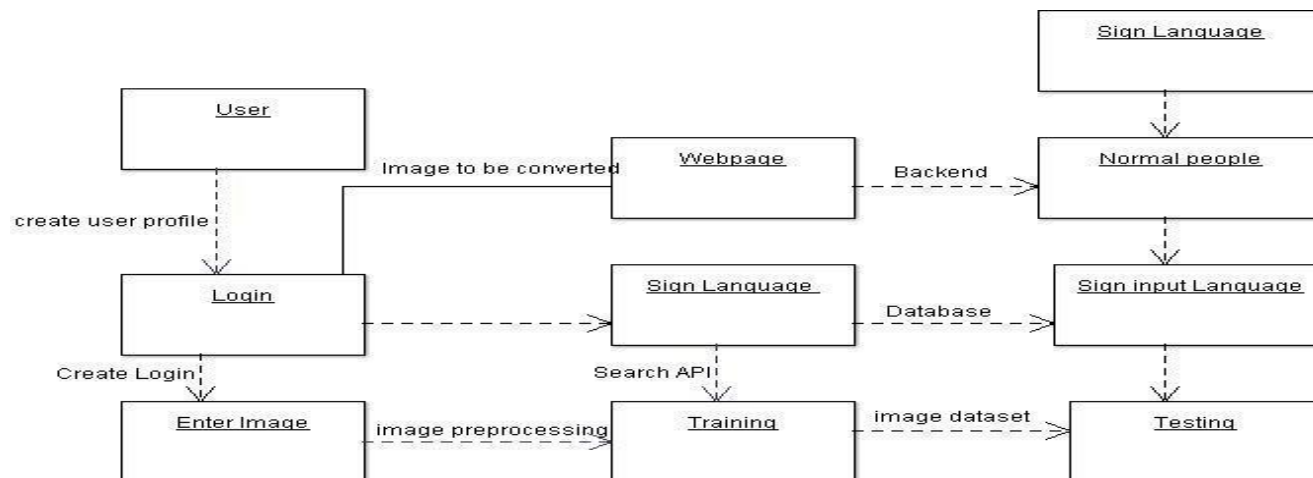 Sign Language
User
Webpage
Normal people
Image to be converted
Backend
create user profile
Login
Sign Language
Sign input Language
Database
Create Login
Search API
Enter Image
image preprocessing
Training
image dataset
Testing